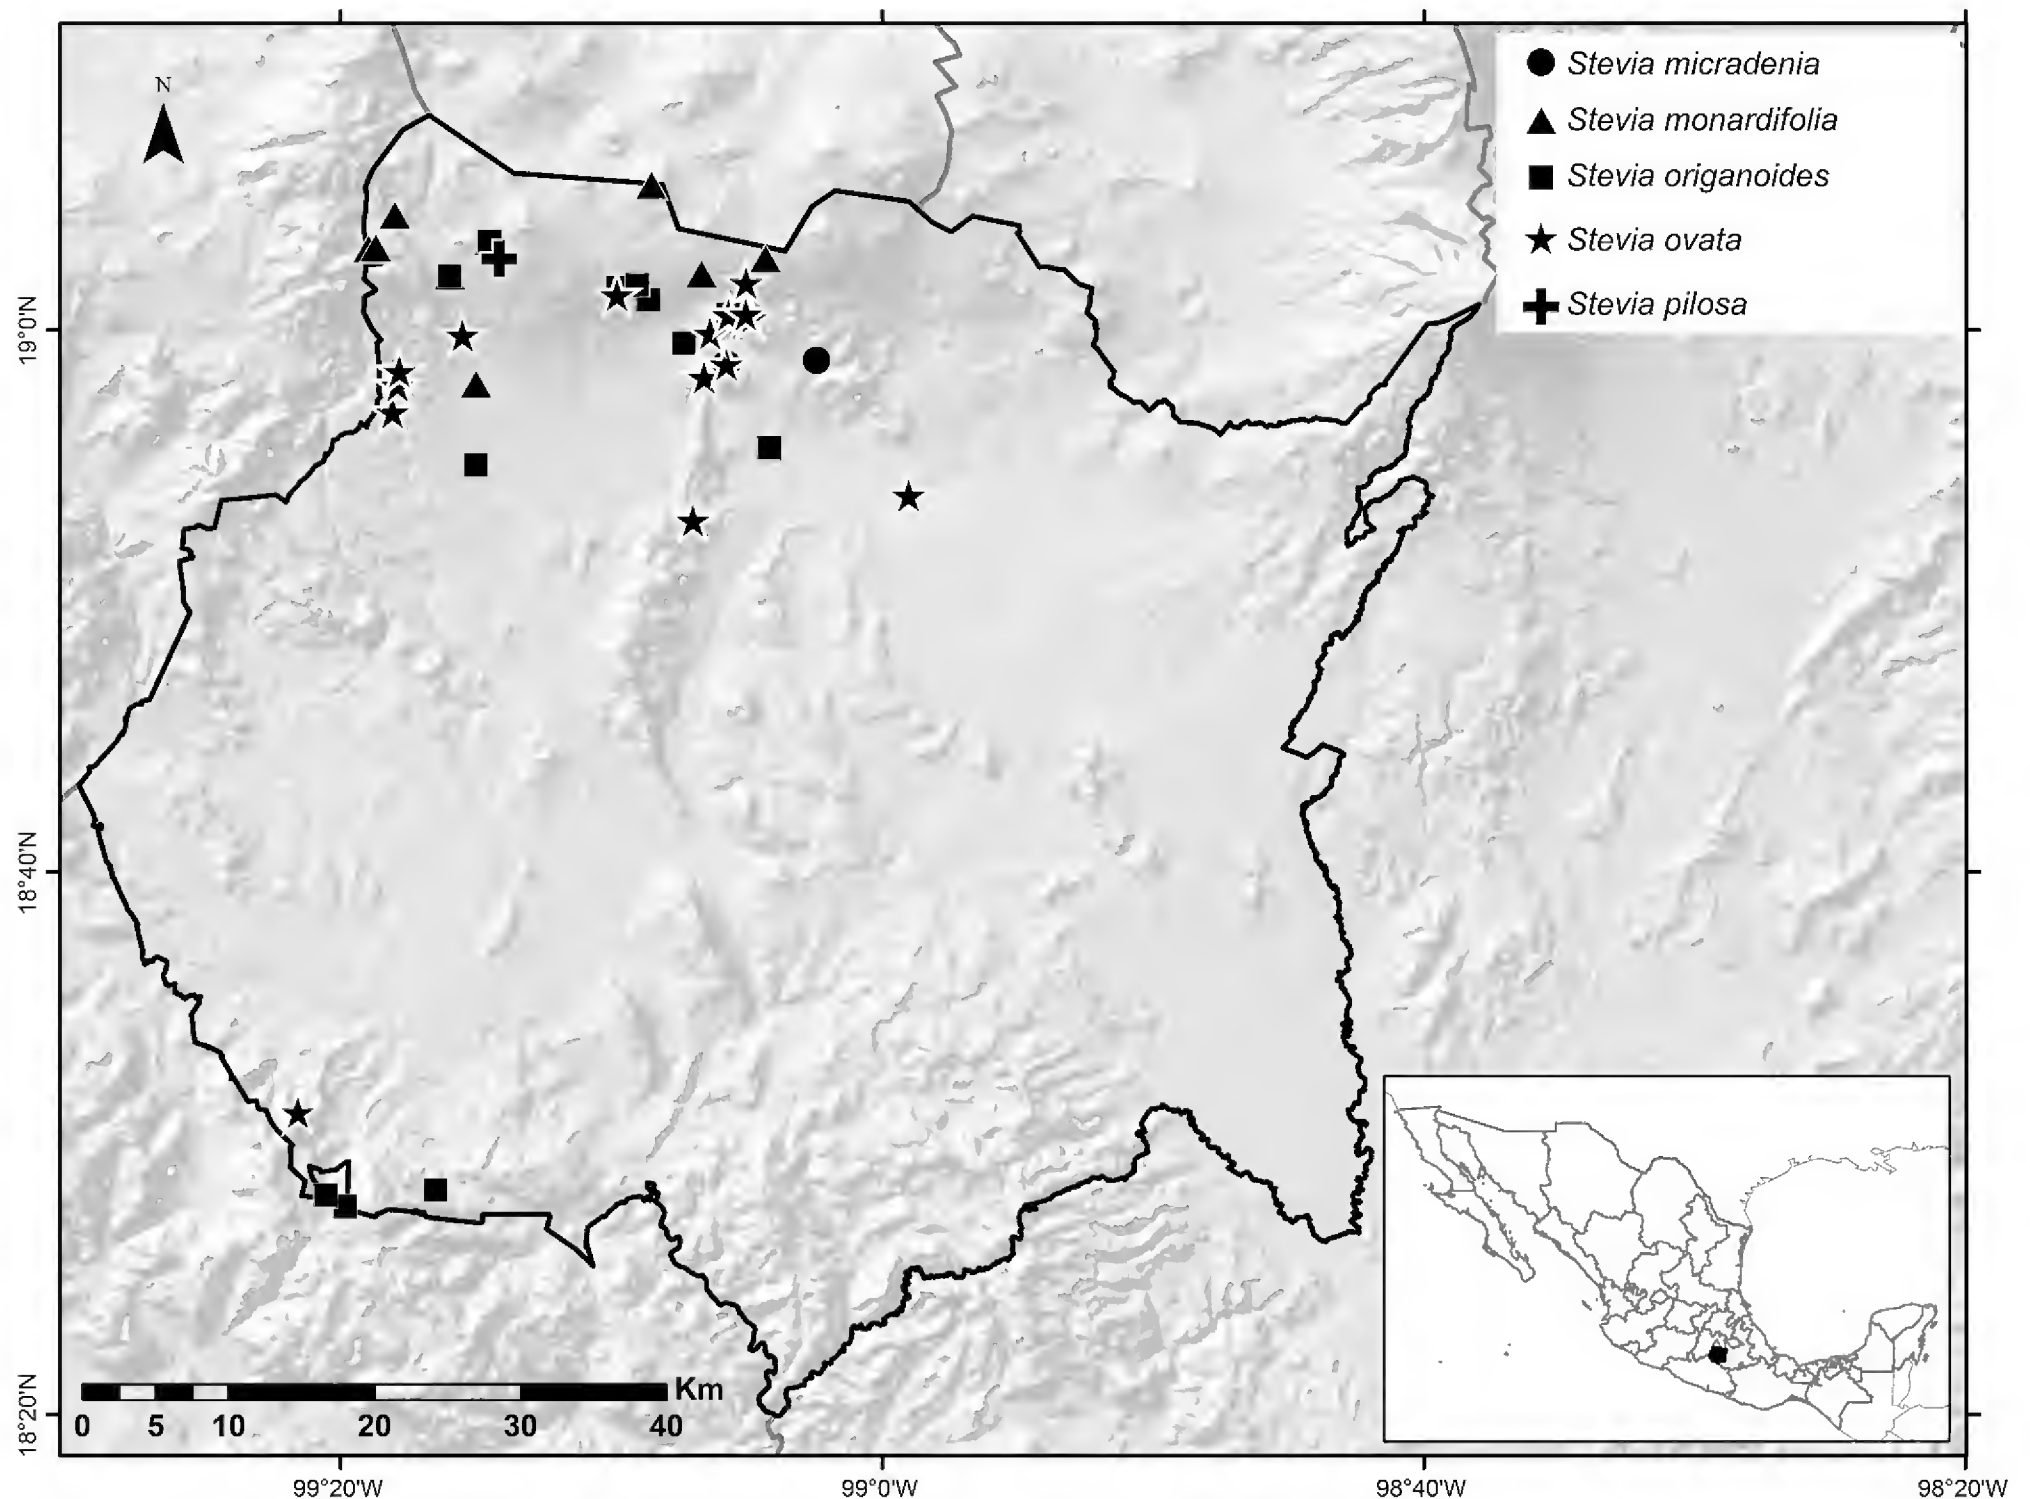 N
Stevia micradenia
Stevia monardifolia
Stevia origanoides
Stevia ovata
Stevia pilosa
19°0'N
18°40'N
18°20'N
Km
0 5 10 20 30 40
99°20'W 99°0'W 98°40'W 98°20'W